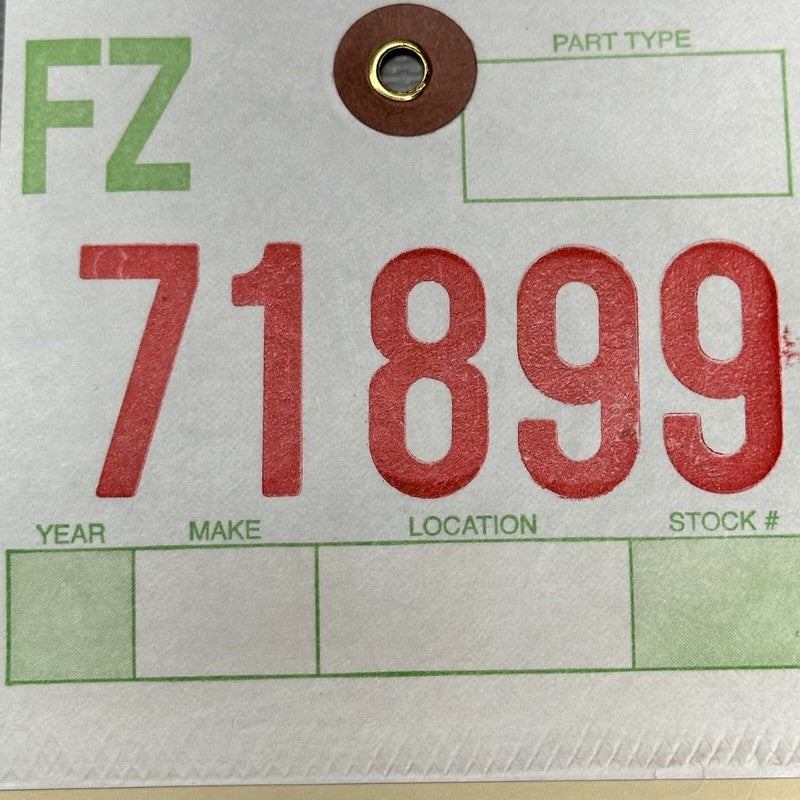 FZ
PART TYPE
71899
YEAR MAKE LOCATION STOCK #